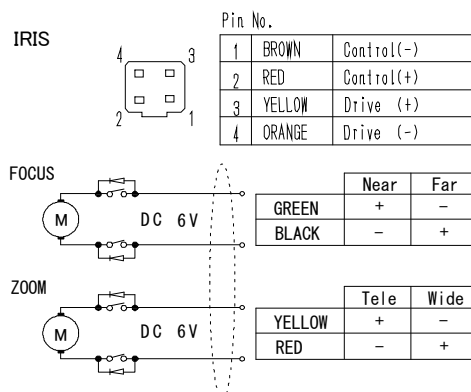 IRIS
Pin No.
4 3
2 1
1 BROWN Control(-)
2 RED Control(+)
3 YELLOW Drive (+)
4 ORANGE Drive (-)
FOCUS
M DC 6V
Near Far
GREEN + −
BLACK − +
ZOOM
M DC 6V
Tele Wide
YELLOW + −
RED − +